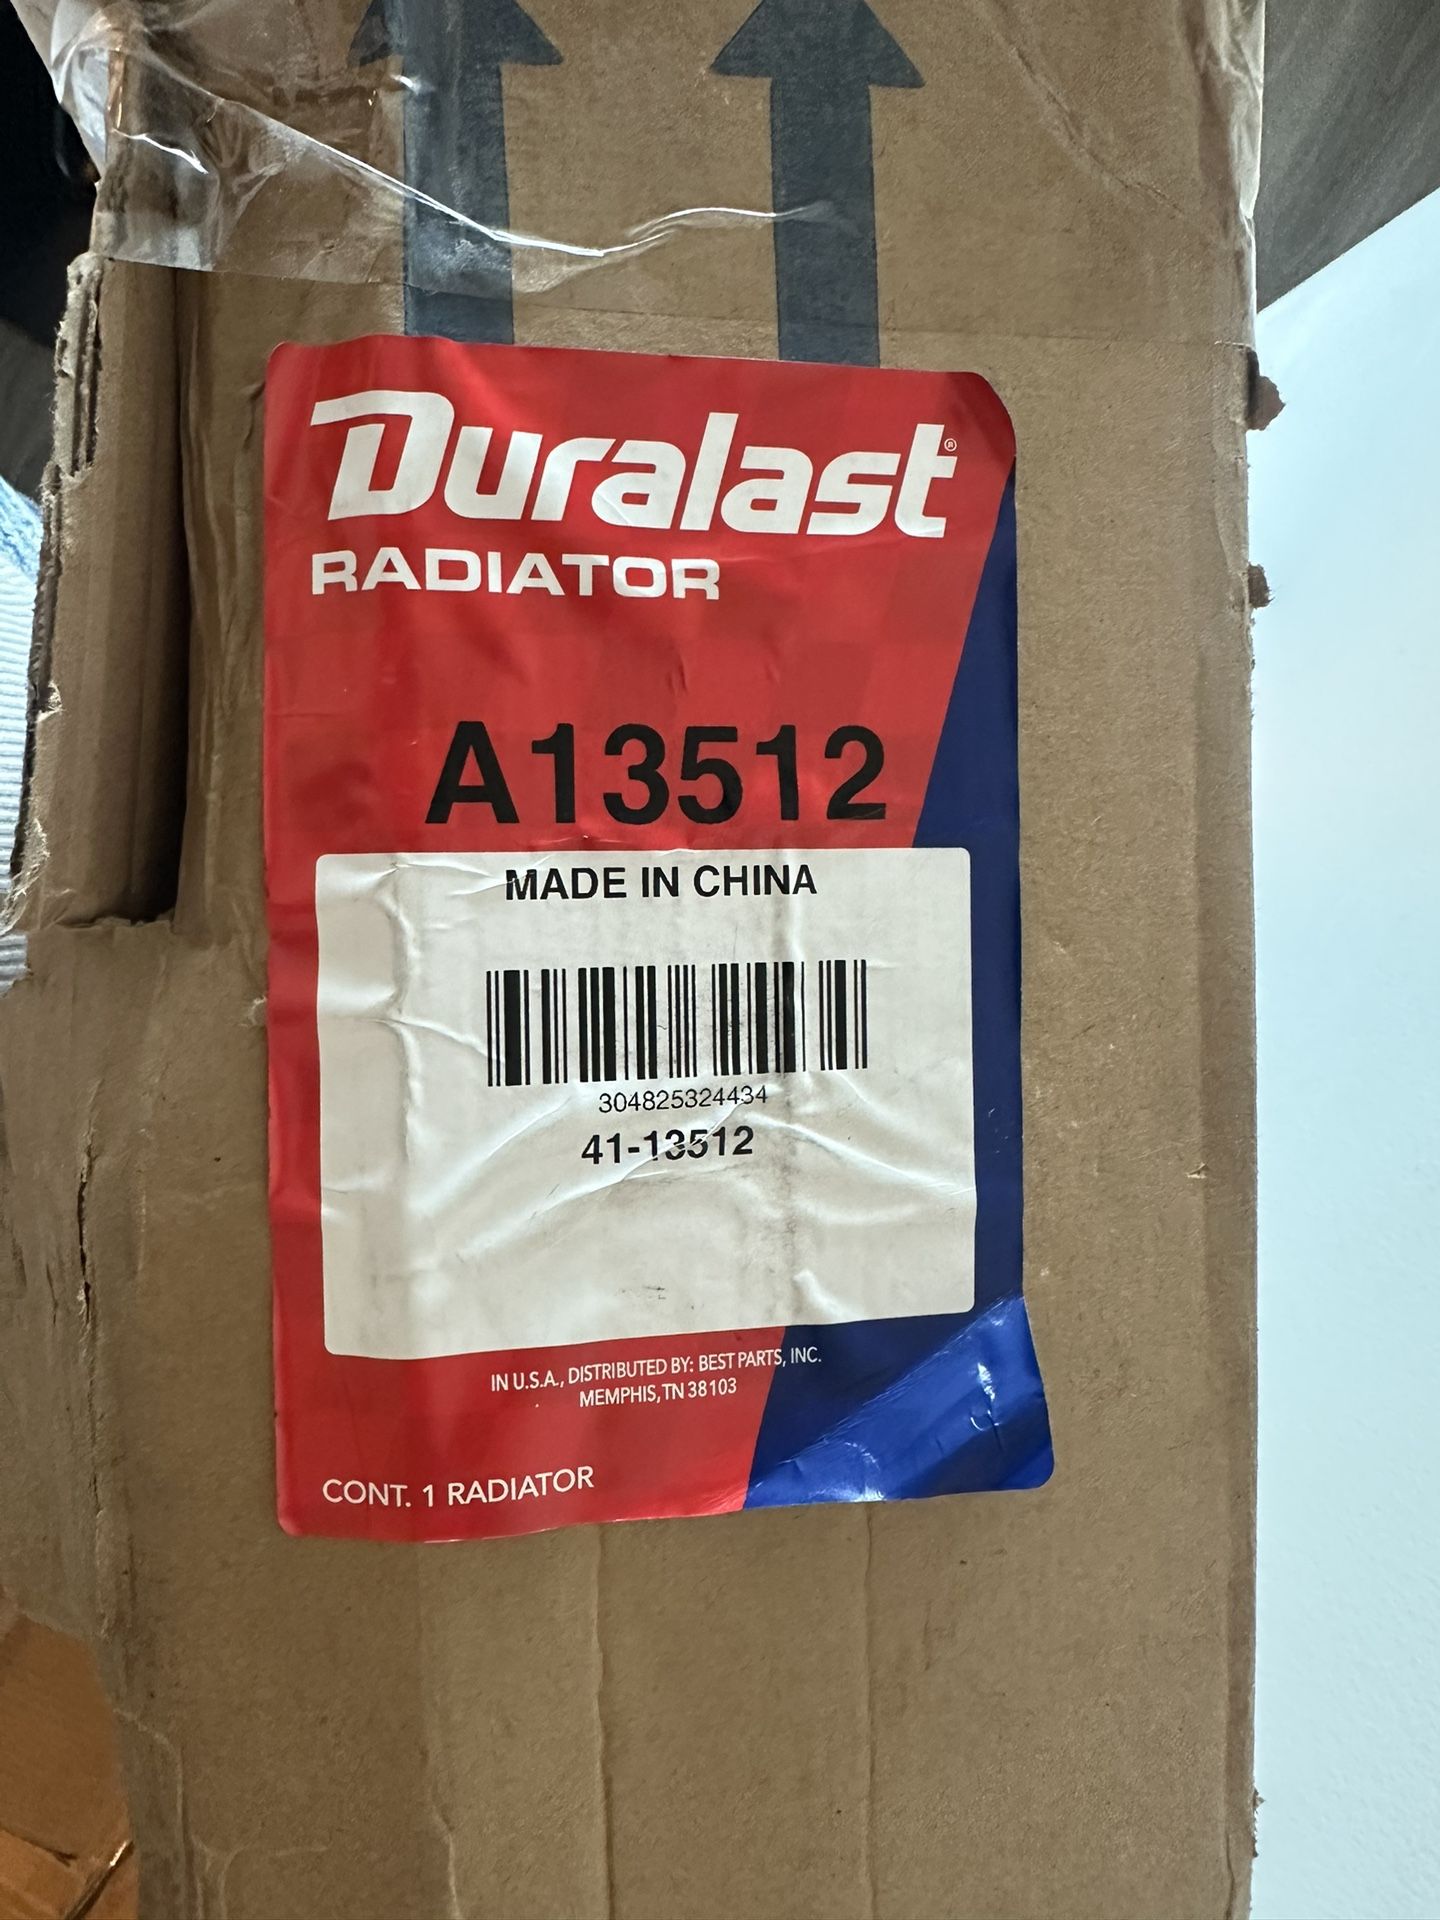 Duralast®
RADIATOR
A13512
MADE IN CHINA
304825324434
41-13512
IN U.S.A., DISTRIBUTED BY: BEST PARTS, INC.
MEMPHIS, TN 38103
CONT. 1 RADIATOR